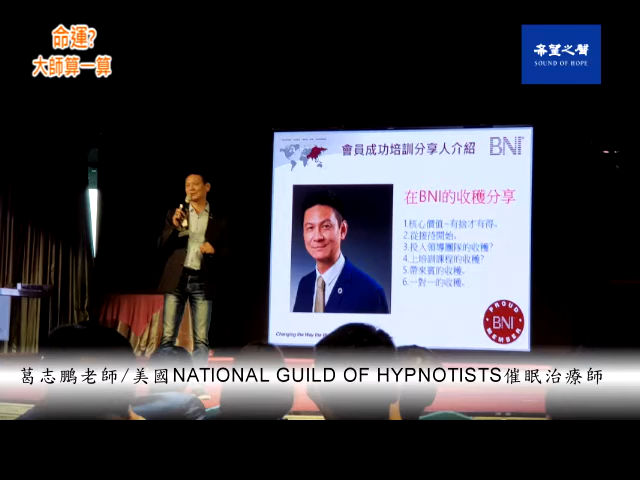 命運?
大師算一算
希望之聲
SOUND OF HOPE
會員成功培訓分享人介紹
BNI
在BNI的收穫分享
1.核心價值~有捨才有得。
2.從接待開始。
3.投入領導團隊的收穫?
4.上培訓課程的收穫?
5.帶來賓的收穫。
6.一對一的收穫。
PROUD
BNI
MEMBER
Changing the Way the
葛志鵬老師/美國NATIONAL GUILD OF HYPNOTISTS催眠治療師